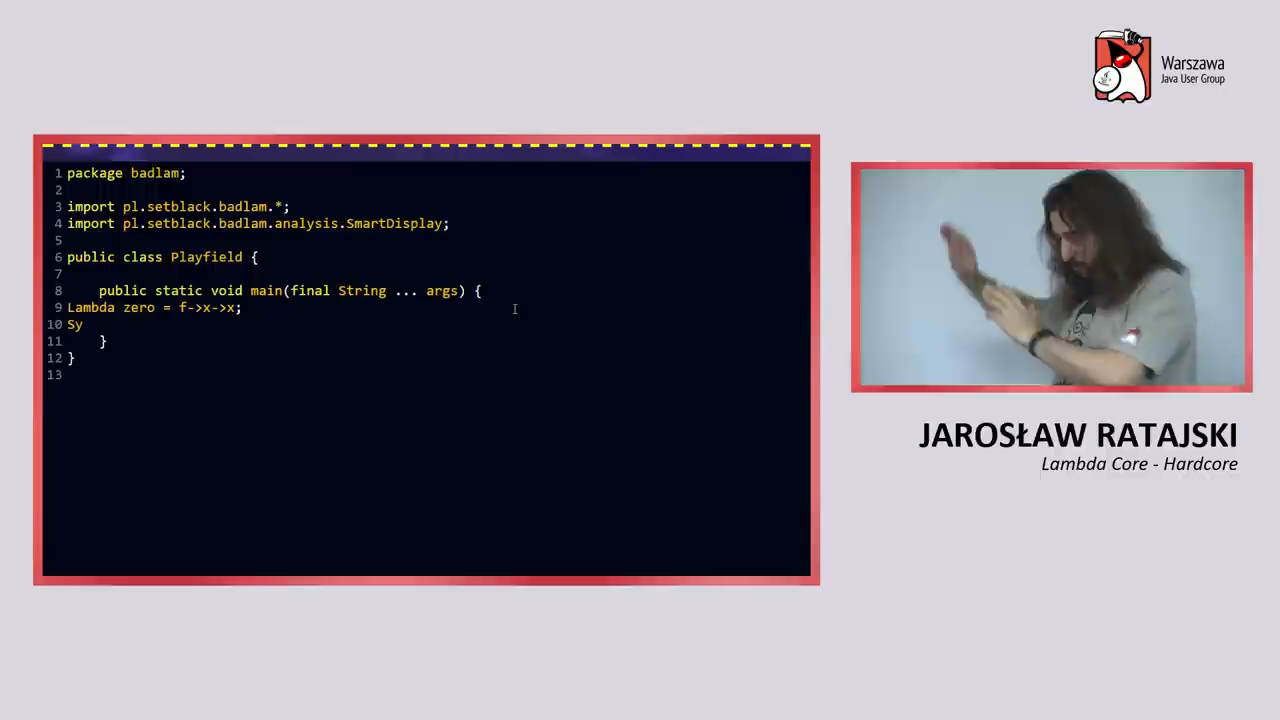 Warszawa
Java User Group
1 package badlam;
2
3 import pl.setblack.badlam.*;
4 import pl.setblack.badlam.analysis.SmartDisplay;
5
6 public class Playfield {
7
8     public static void main(final String ... args) {
9 Lambda zero = f->x->x;
10 Sy
11     }
12 }
13
JAROSŁAW RATAJSKI
Lambda Core - Hardcore